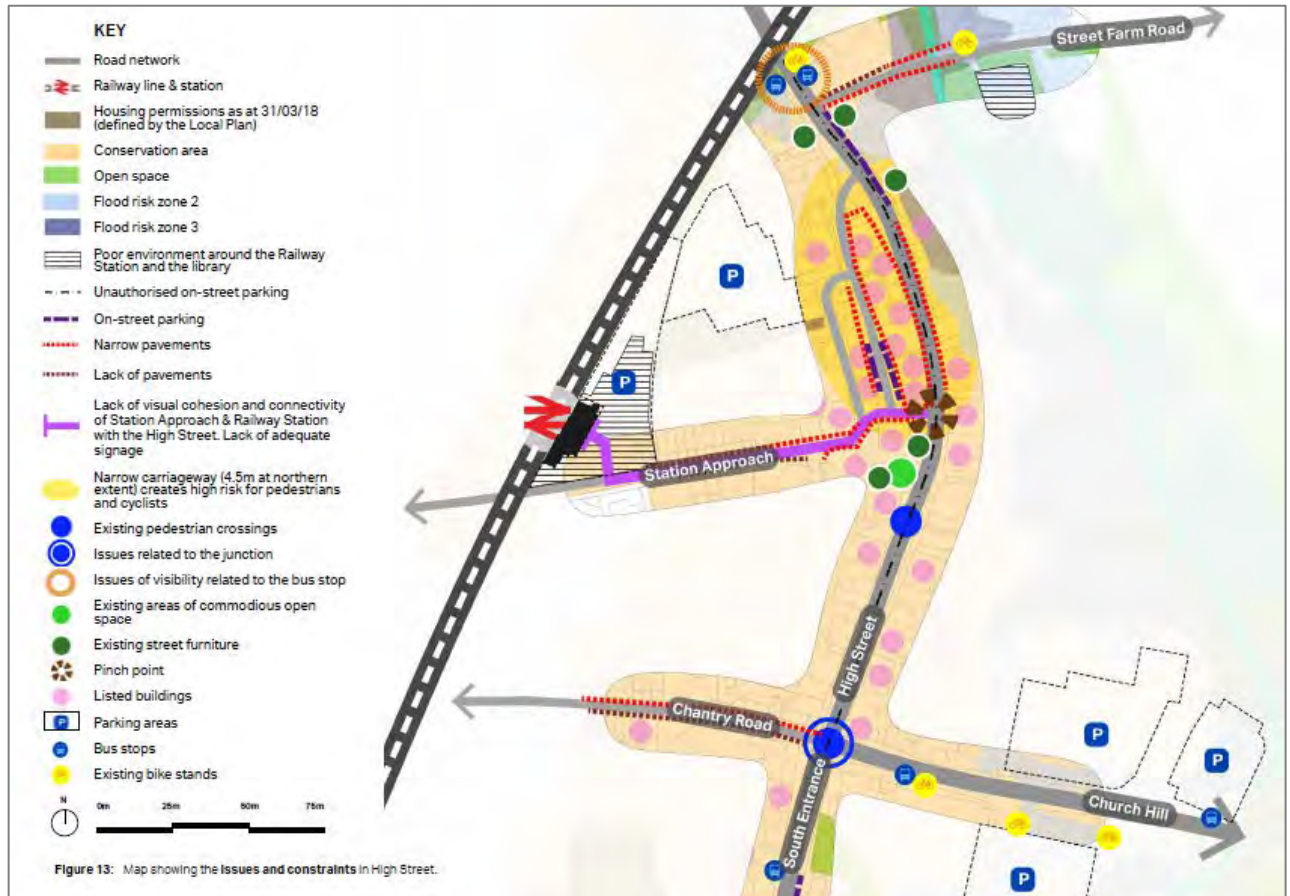 KEY
Road network
Railway line & station
Housing permissions as at 31/03/18
(defined by the Local Plan)
Conservation area
Open space
Flood risk zone 2
Flood risk zone 3
Poor environment around the Railway
Station and the library
Unauthorised on-street parking
On-street parking
Narrow pavements
Lack of pavements
Lack of visual cohesion and connectivity
of Station Approach & Railway Station
with the High Street. Lack of adequate
signage
Narrow carriageway (4.5m at northern
extent) creates high risk for pedestrians
and cyclists
Existing pedestrian crossings
Issues related to the junction
Issues of visibility related to the bus stop
Existing areas of commodious open
space
Existing street furniture
Pinch point
Listed buildings
P
Parking areas
Bus stops
Existing bike stands
N
0m 25m 50m 75m
Figure 13: Map showing the issues and constraints in High Street.
Street Farm Road
P
P
Station Approach
High Street
Chantry Road
South Entrance
Church Hill
P
P
P